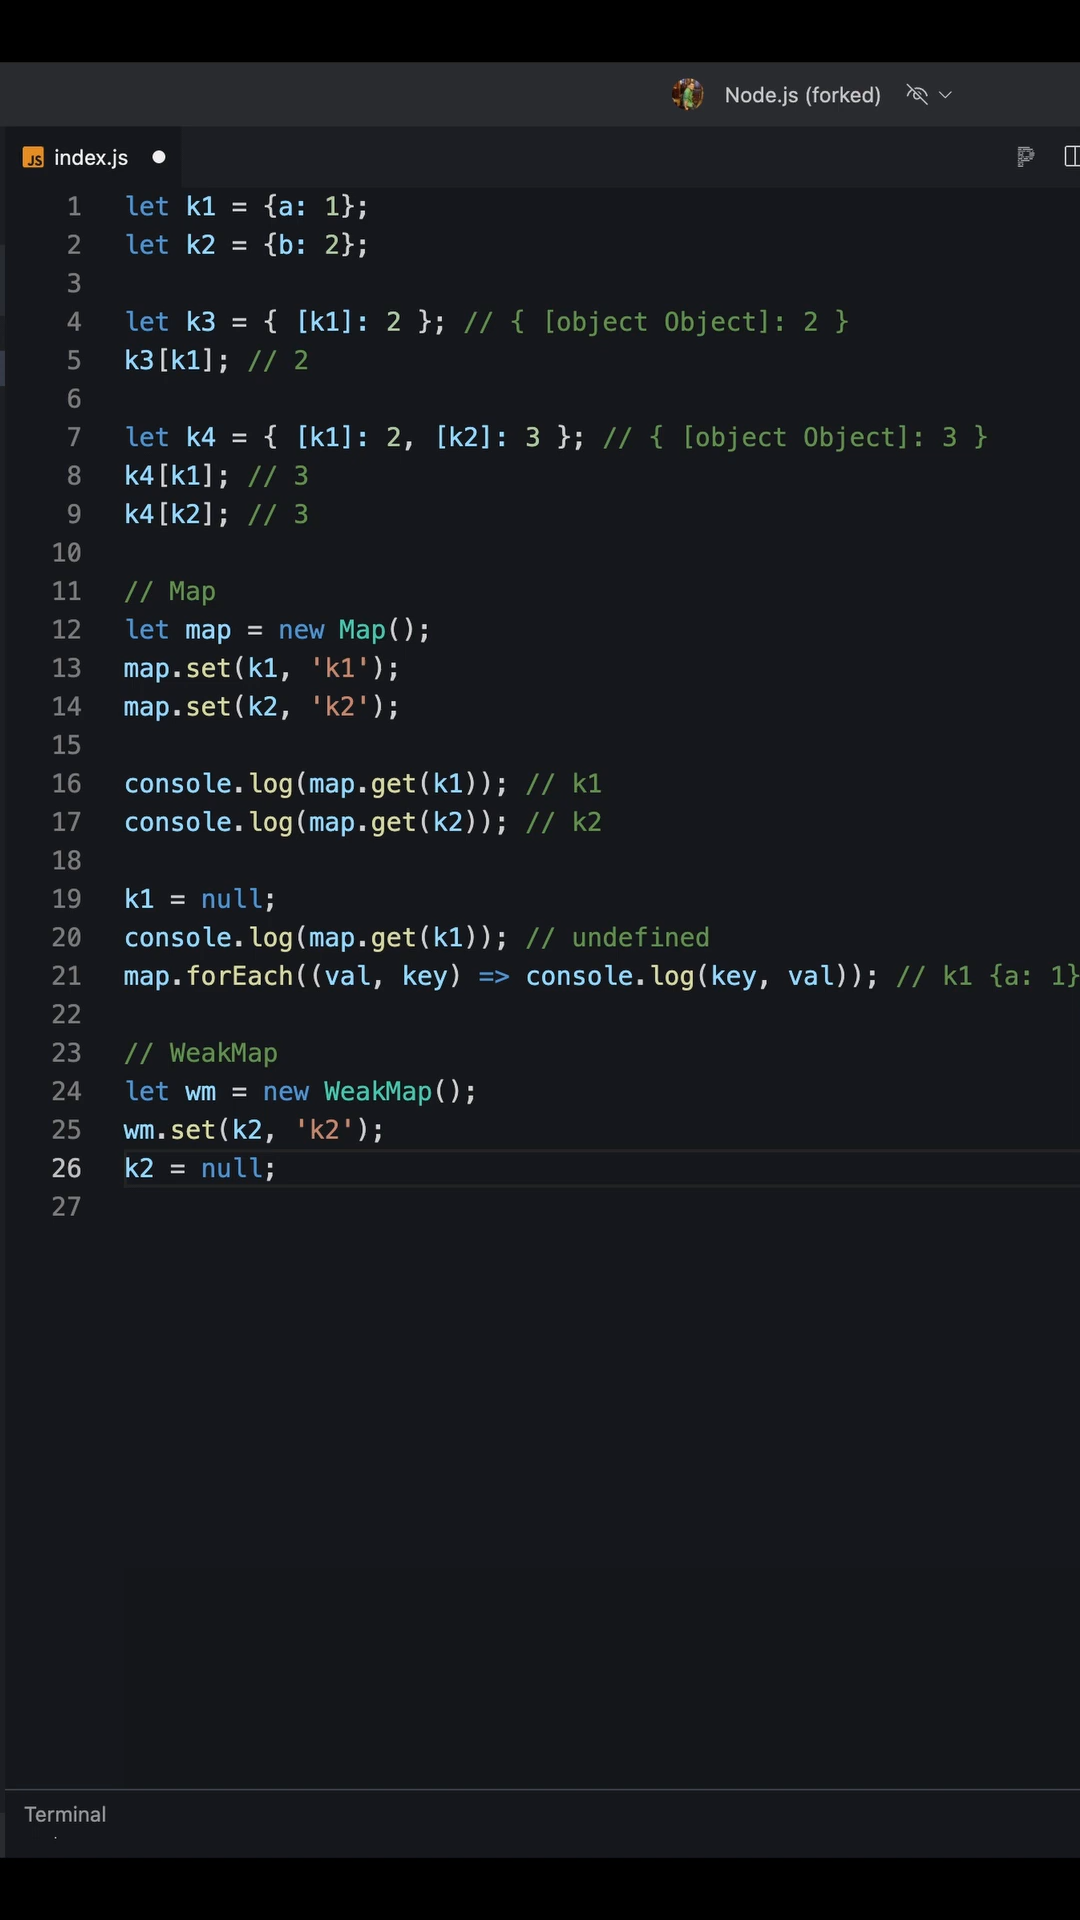 Node.js (forked)
JS index.js
1 let k1 = {a: 1};
2 let k2 = {b: 2};
3
4 let k3 = { [k1]: 2 }; // { [object Object]: 2 }
5 k3[k1]; // 2
6
7 let k4 = { [k1]: 2, [k2]: 3 }; // { [object Object]: 3 }
8 k4[k1]; // 3
9 k4[k2]; // 3
10
11 // Map
12 let map = new Map();
13 map.set(k1, 'k1');
14 map.set(k2, 'k2');
15
16 console.log(map.get(k1)); // k1
17 console.log(map.get(k2)); // k2
18
19 k1 = null;
20 console.log(map.get(k1)); // undefined
21 map.forEach((val, key) => console.log(key, val)); // k1 {a: 1}
22
23 // WeakMap
24 let wm = new WeakMap();
25 wm.set(k2, 'k2');
26 k2 = null;
27
Terminal